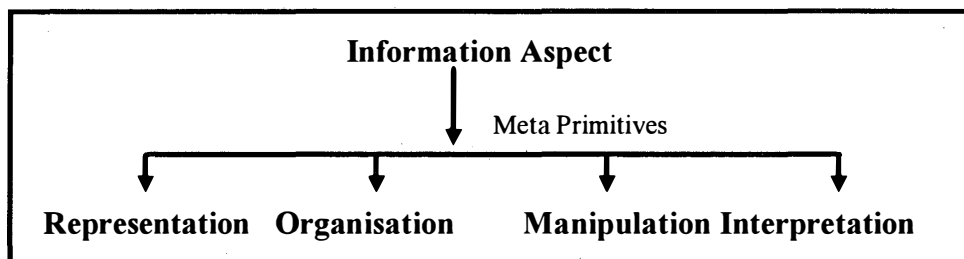 Information Aspect
Meta Primitives
Representation Organisation Manipulation Interpretation